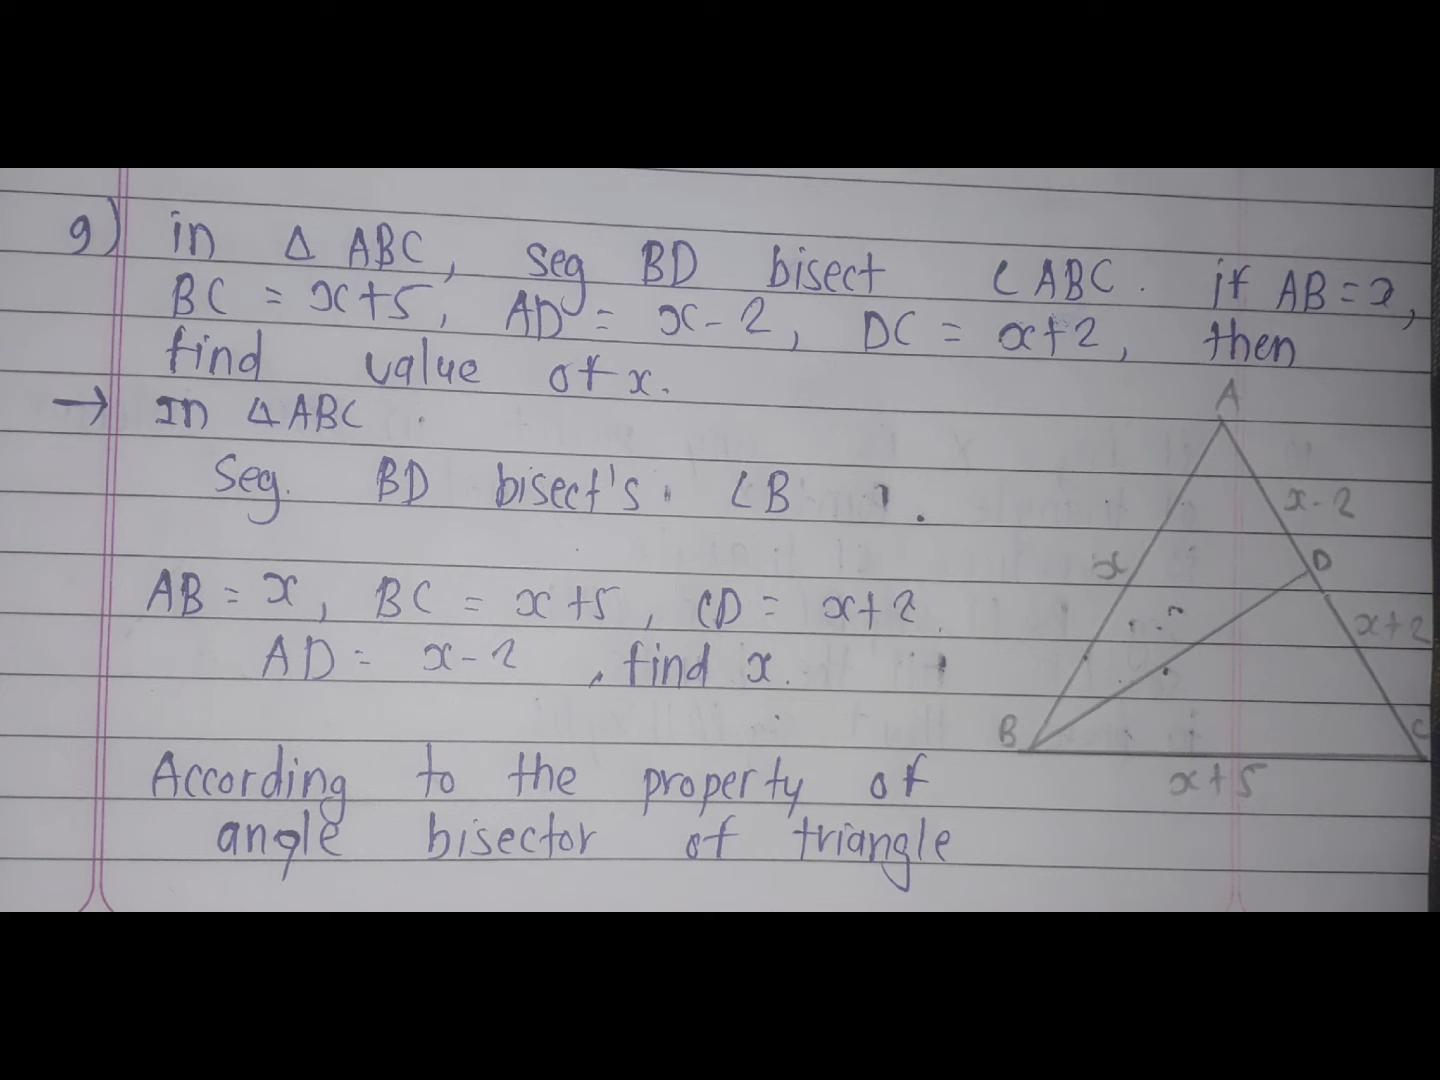 9) in Δ ABC, seg BD bisect ∠ABC. if AB = x,
BC = x+5, AD = x-2, DC = x+2, then
find value of x.
→ In Δ ABC
Seg. BD bisect's ∠B
AB = x, BC = x+5, CD = x+2
AD = x-2, find x.
According to the property of
angle bisector of triangle
A
x-2
x
D
x+2
B
C
x+5